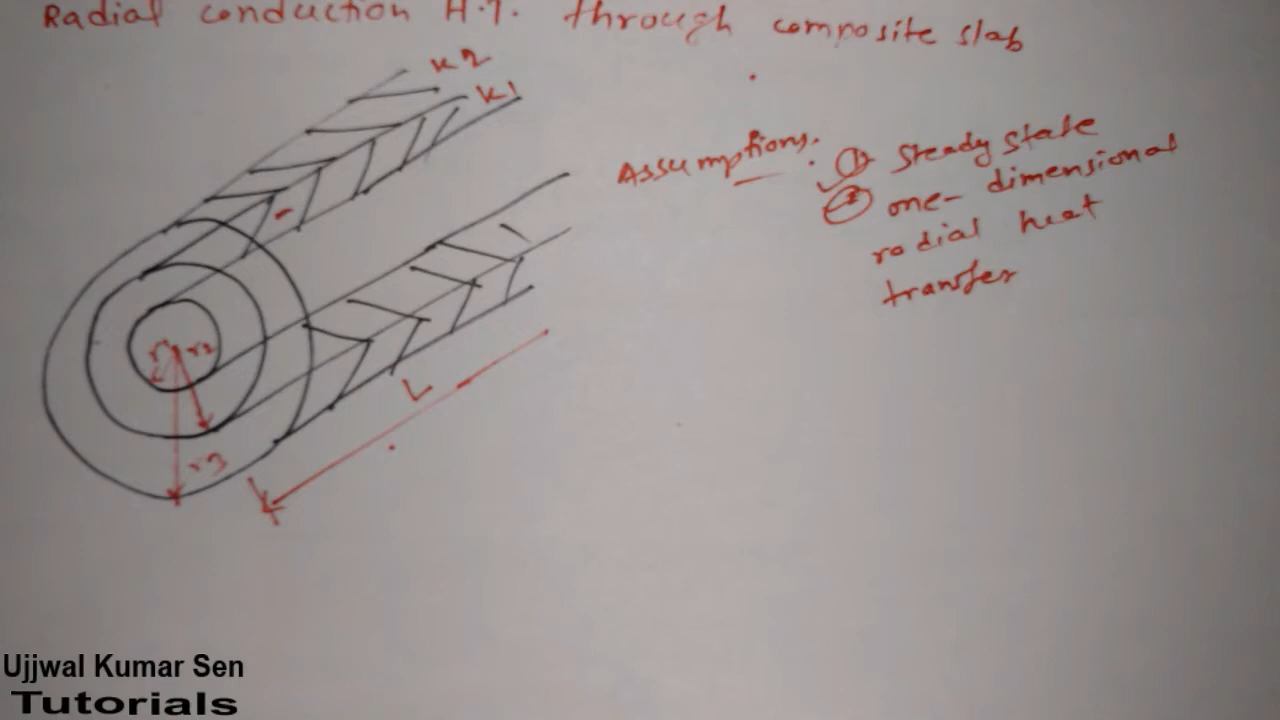 Radial conduction H.T. through composite slab
K2
K1
Assumptions.
① Steady state
② one-dimensional
radial heat
transfer
r1
r2
r3
L
Ujjwal Kumar Sen
Tutorials